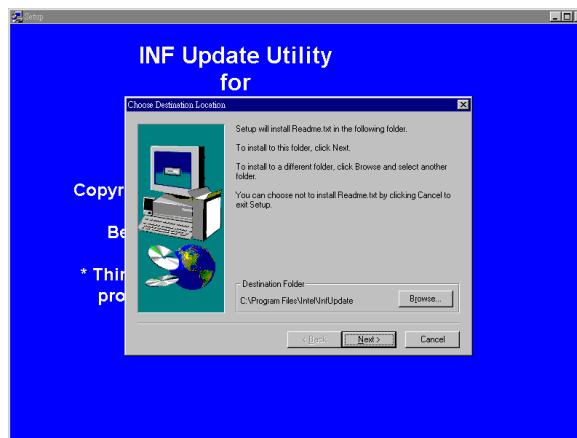 Setup
INF Update Utility
for
Choose Destination Location
Setup will install Readme.txt in the following folder.
To install to this folder, click Next.
To install to a different folder, click Browse and select another
folder.
You can choose not to install Readme.txt by clicking Cancel to
exit Setup.
Copyr
Be
* Thir
pro
Destination Folder
C:\Program Files\Intel\InfUpdate
Browse...
< Back
Next >
Cancel